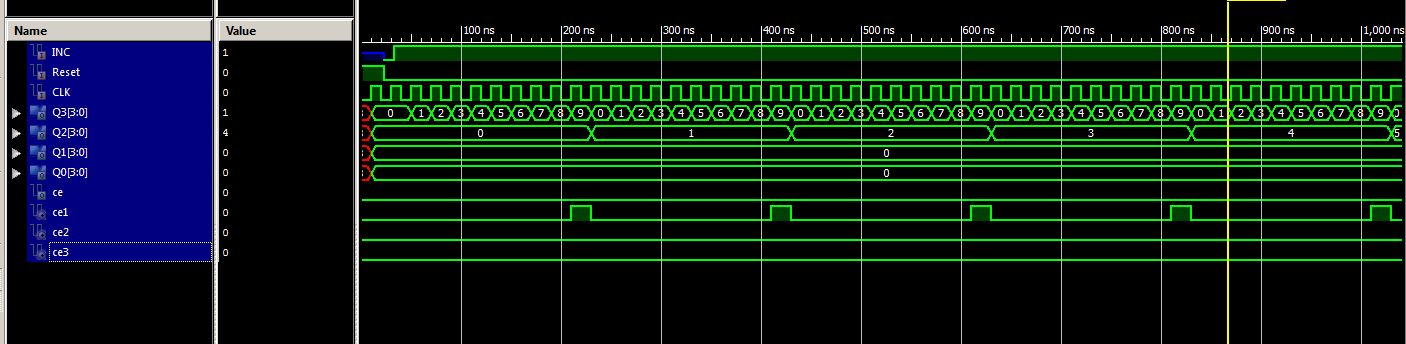 Name Value
100 ns 200 ns 300 ns 400 ns 500 ns 600 ns 700 ns 800 ns 900 ns 1,000 ns
INC 1
Reset 0
CLK 0
Q3[3:0] 1 0 1 2 3 4 5 6 7 8 9 0 1 2 3 4 5 6 7 8 9 0 1 2 3 4 5 6 7 8 9 0 1 2 3 4 5 6 7 8 9 0 1 2 3 4 5 6 7 8 9 0
Q2[3:0] 4 0 1 2 3 4 5
Q1[3:0] 0 0
Q0[3:0] 0 0
ce 0
ce1 0
ce2 0
ce3 0